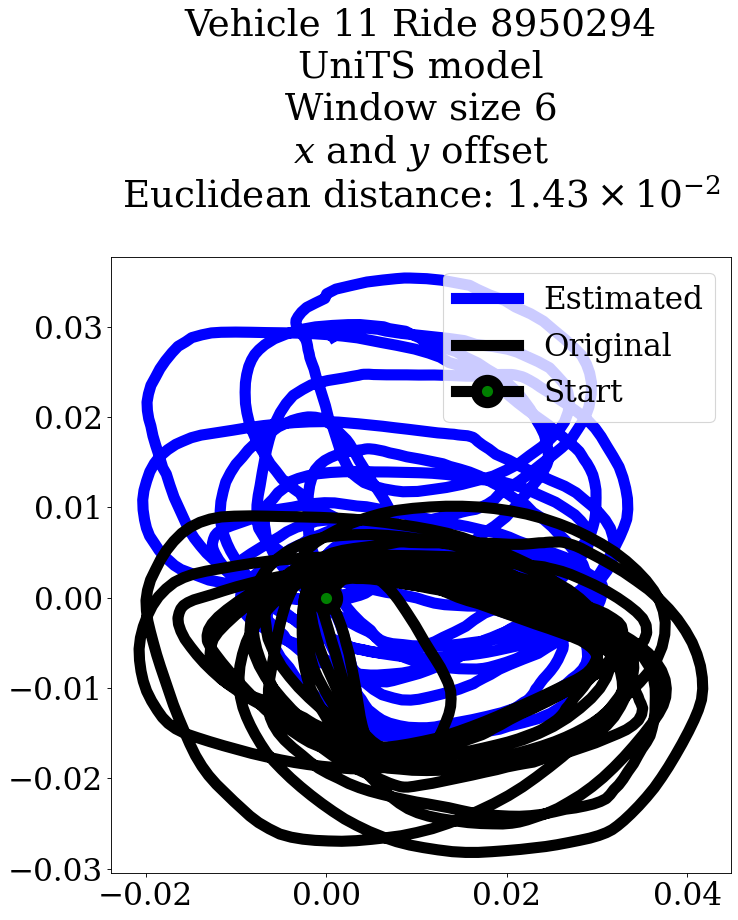 Vehicle 11 Ride 8950294
UniTS model
Window size 6
x and y offset
Euclidean distance: 1.43 × 10⁻²
Estimated
Original
Start
0.03
0.02
0.01
0.00
−0.01
−0.02
−0.03
−0.02 0.00 0.02 0.04